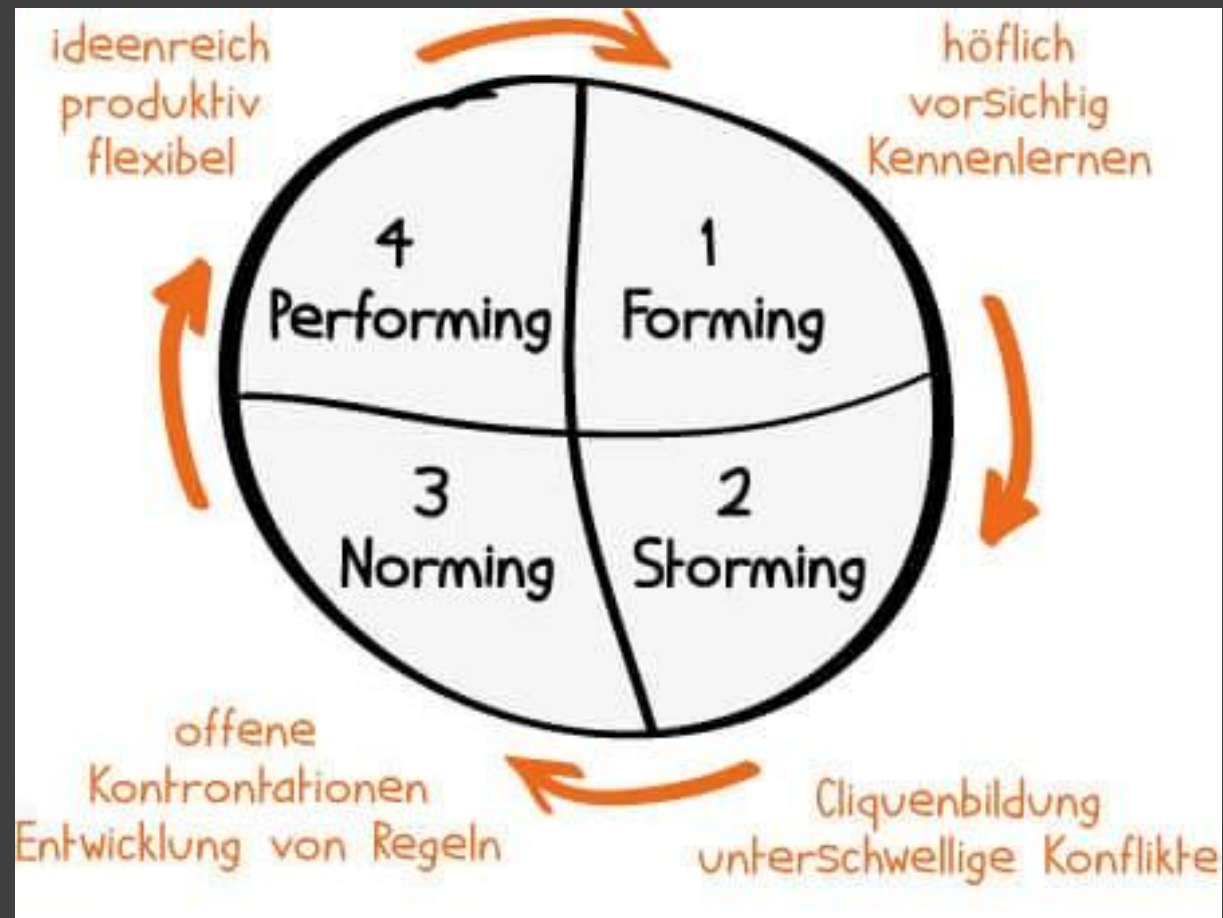 ideenreich
produktiv
flexibel
höflich
vorsichtig
Kennenlernen
4
Performing
1
Forming
3
Norming
2
Storming
offene
Kontrontationen
Entwicklung von Regeln
Cliquenbildung
unterschwellige Konflikte